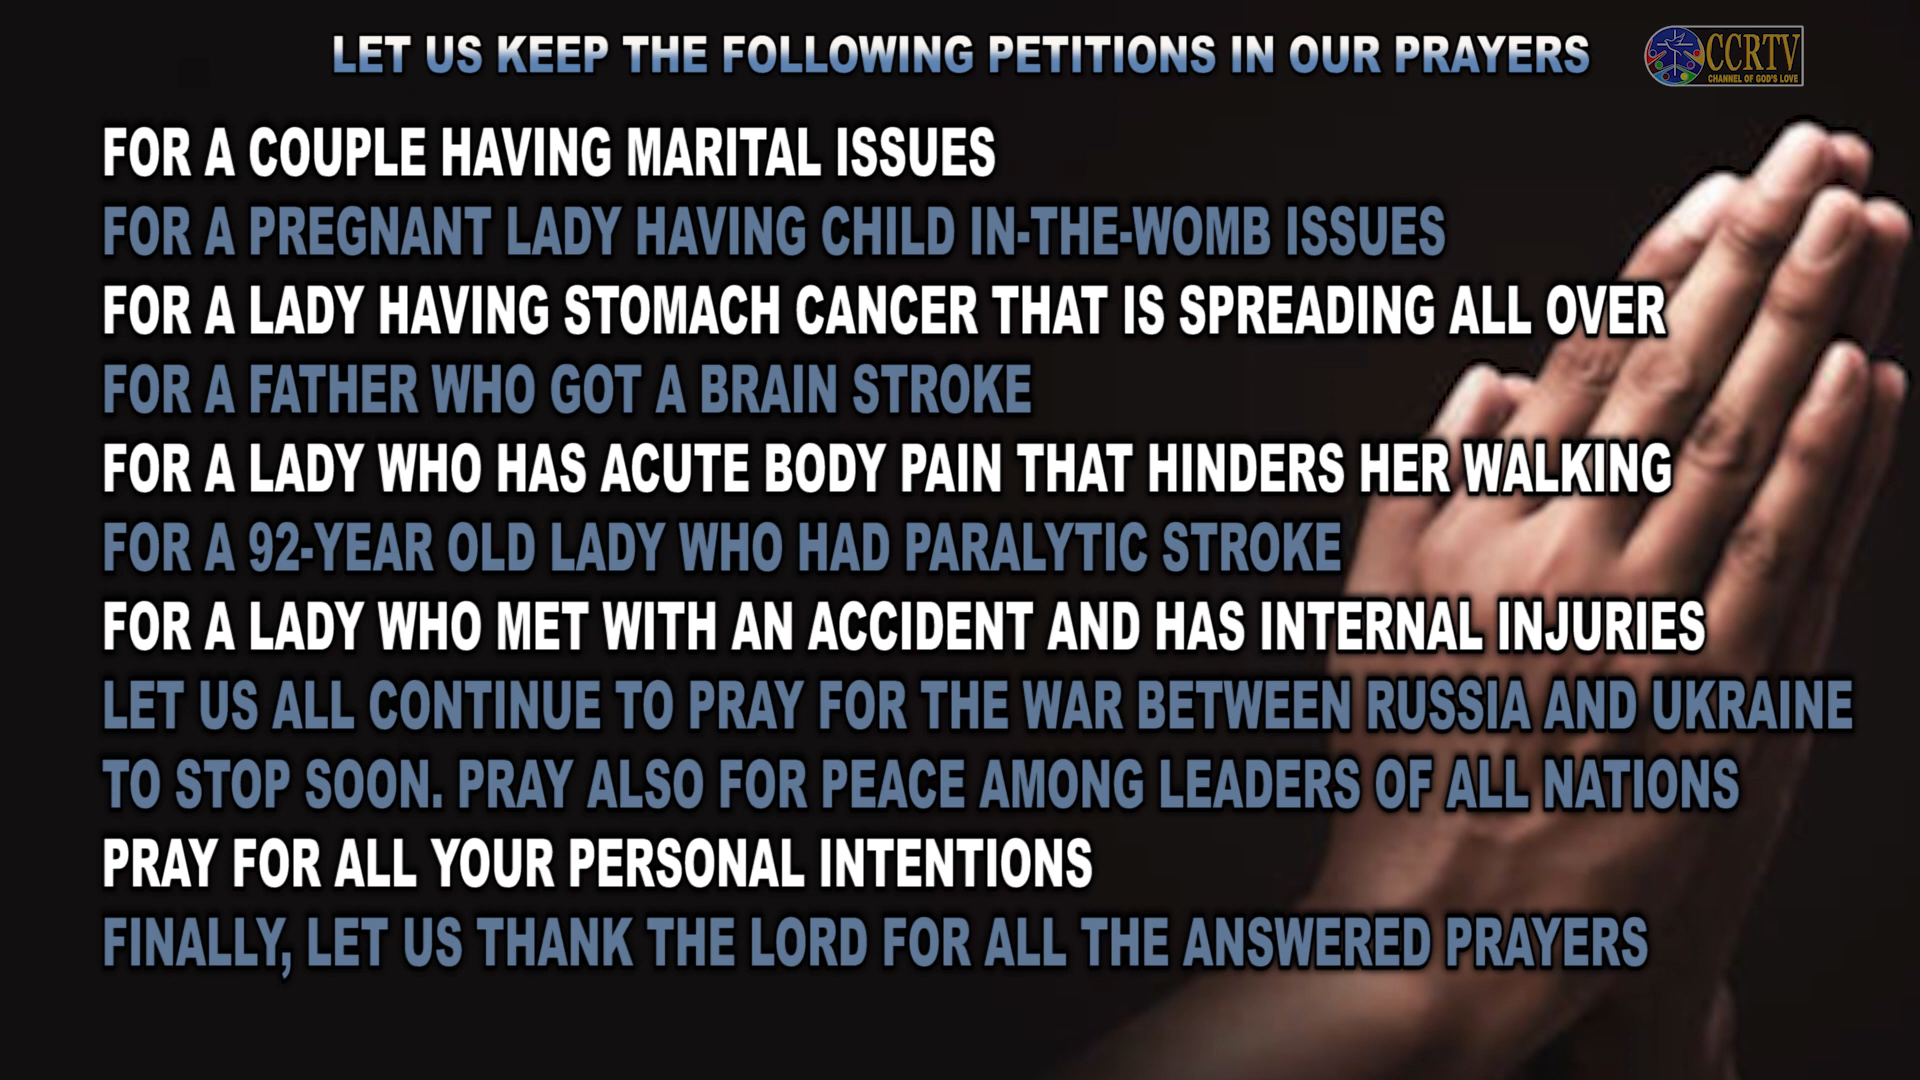 LET US KEEP THE FOLLOWING PETITIONS IN OUR PRAYERS
CCRTV
CHANNEL OF GOD'S LOVE
FOR A COUPLE HAVING MARITAL ISSUES
FOR A PREGNANT LADY HAVING CHILD IN-THE-WOMB ISSUES
FOR A LADY HAVING STOMACH CANCER THAT IS SPREADING ALL OVER
FOR A FATHER WHO GOT A BRAIN STROKE
FOR A LADY WHO HAS ACUTE BODY PAIN THAT HINDERS HER WALKING
FOR A 92-YEAR OLD LADY WHO HAD PARALYTIC STROKE
FOR A LADY WHO MET WITH AN ACCIDENT AND HAS INTERNAL INJURIES
LET US ALL CONTINUE TO PRAY FOR THE WAR BETWEEN RUSSIA AND UKRAINE
TO STOP SOON. PRAY ALSO FOR PEACE AMONG LEADERS OF ALL NATIONS
PRAY FOR ALL YOUR PERSONAL INTENTIONS
FINALLY, LET US THANK THE LORD FOR ALL THE ANSWERED PRAYERS